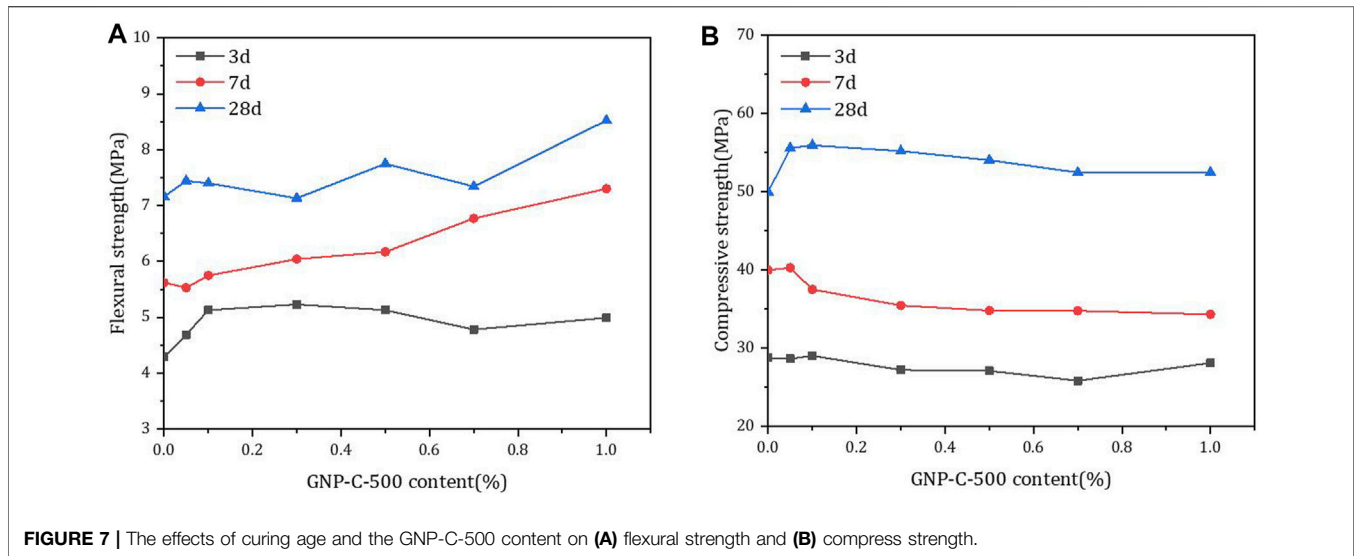 A
10
9
8
7
6
5
4
3
Flexural strength(MPa)
3d
7d
28d
0.0 0.2 0.4 0.6 0.8 1.0
GNP-C-500 content(%)
B
70
60
50
40
30
20
Compressive strength(MPa)
3d
7d
28d
0.0 0.2 0.4 0.6 0.8 1.0
GNP-C-500 content(%)
FIGURE 7 | The effects of curing age and the GNP-C-500 content on (A) flexural strength and (B) compress strength.